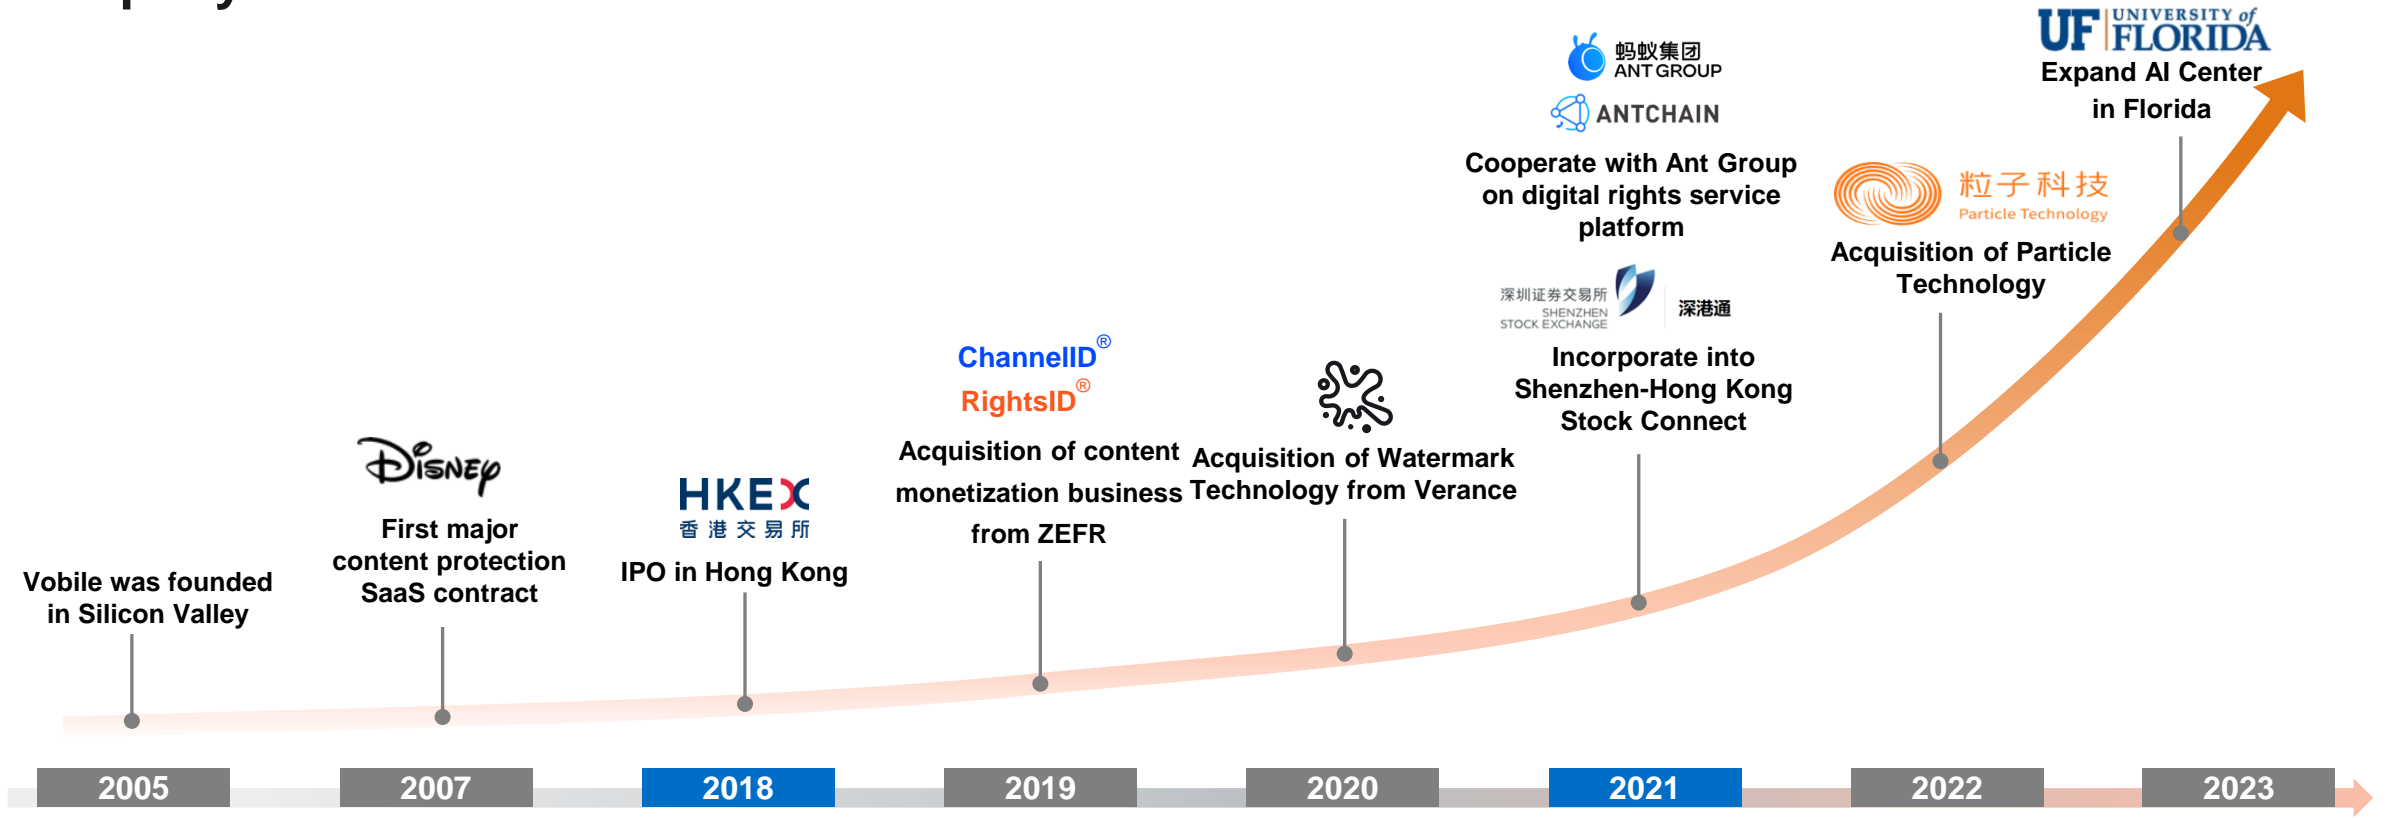 Vobile was founded
in Silicon Valley
Disney
First major
content protection
SaaS contract
HKEX
香港交易所
IPO in Hong Kong
ChannelID®
RightsID®
Acquisition of content
monetization business
from ZEFR
Acquisition of Watermark
Technology from Verance
蚂蚁集团
ANT GROUP
ANTCHAIN
Cooperate with Ant Group
on digital rights service
platform
深圳证券交易所
SHENZHEN
STOCK EXCHANGE
深港通
Incorporate into
Shenzhen-Hong Kong
Stock Connect
粒子科技
Particle Technology
Acquisition of Particle
Technology
UF UNIVERSITY of
FLORIDA
Expand AI Center
in Florida
2005
2007
2018
2019
2020
2021
2022
2023